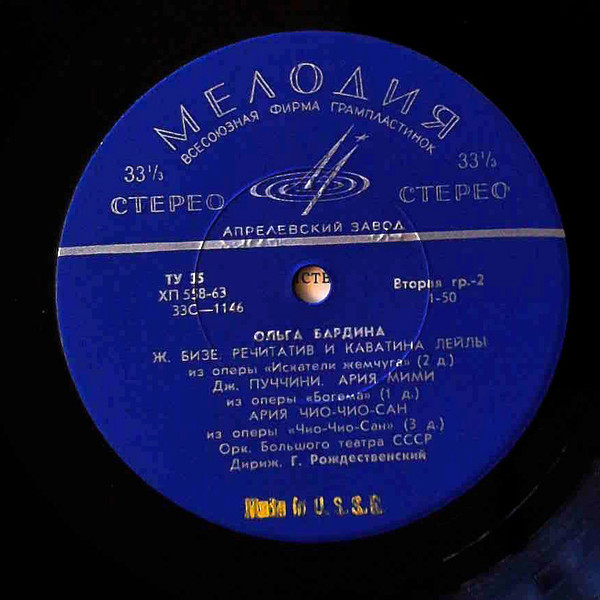 МЕЛОДИЯ
ВСЕСОЮЗНАЯ ФИРМА ГРАМПЛАСТИНОК
33⅓ 33⅓
СТЕРЕО СТЕРЕО
АПРЕЛЕВСКИЙ ЗАВОД
ТУ 35
ХП 558-63
33С—1146
Вторая гр.-2
1-50
ОЛЬГА БАРДИНА
Ж. БИЗЕ. РЕЧИТАТИВ И КАВАТИНА ЛЕЙЛЫ
из оперы «Искатели жемчуга» (2 д.)
Дж. ПУЧЧИНИ. АРИЯ МИМИ
из оперы «Богема» (1 д.)
АРИЯ ЧИО-ЧИО-САН
из оперы «Чио-Чио-Сан» (3 д.)
Орк. Большого театра СССР
Дириж. Г. Рождественский
Made in U.S.S.R.